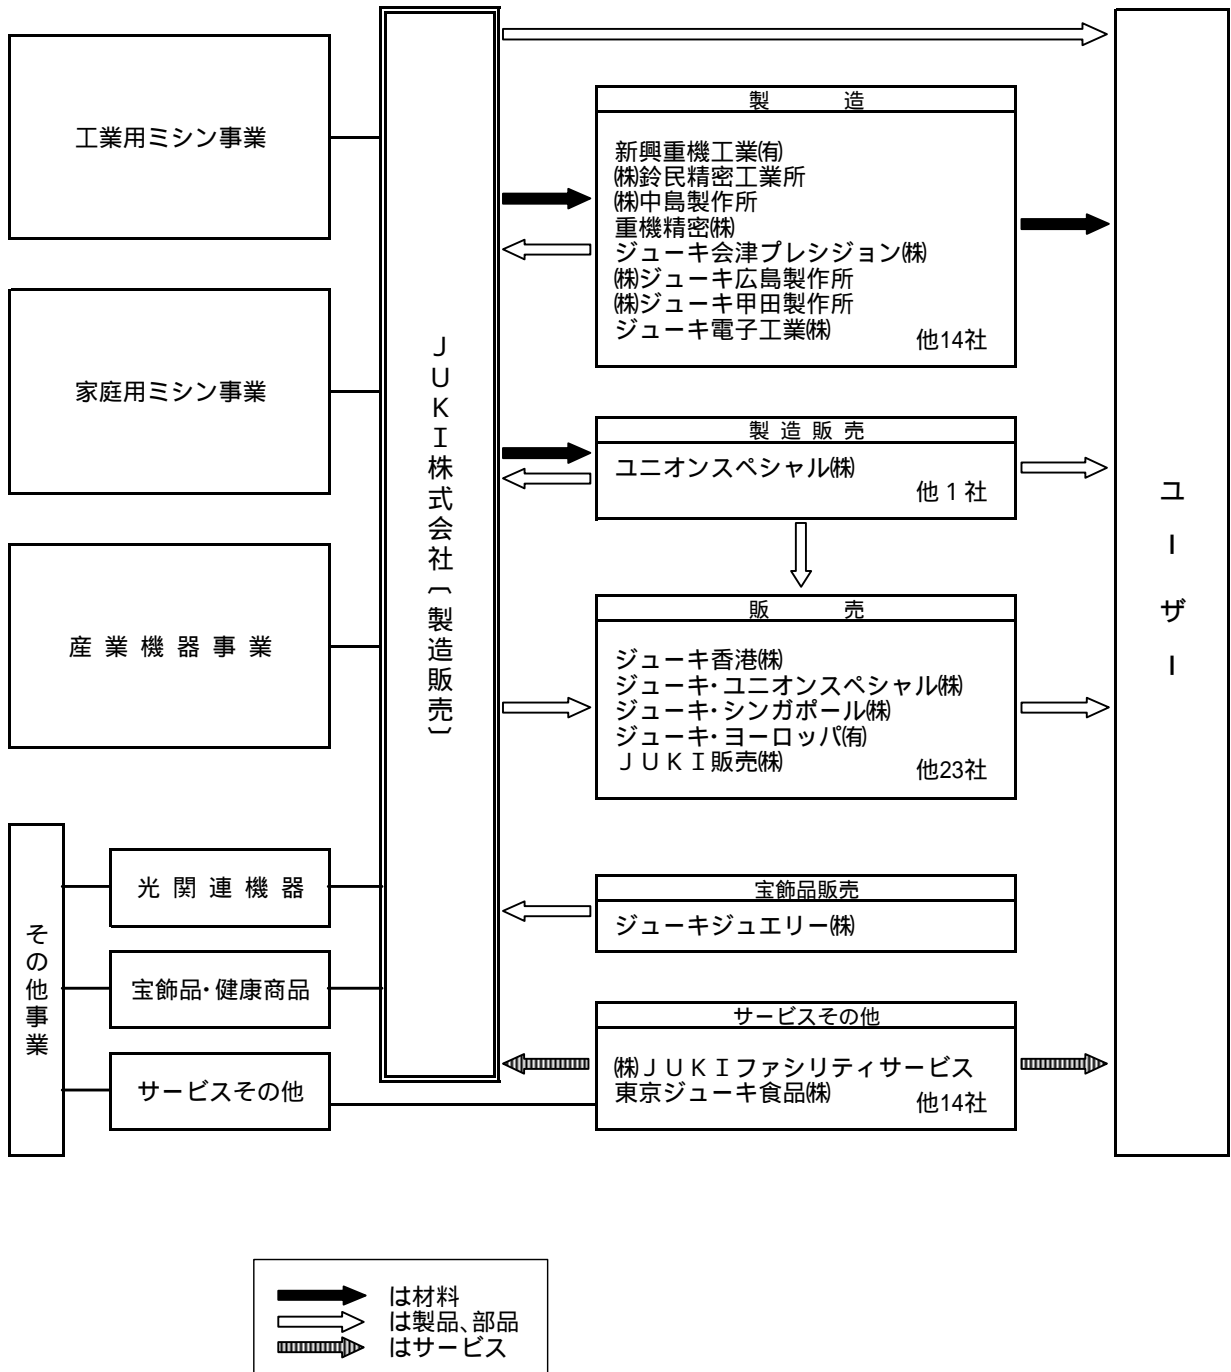 工業用ミシン事業
家庭用ミシン事業
産業機器事業
その他事業
光関連機器
宝飾品・健康商品
サービスその他
ＪＵＫＩ株式会社〔製造販売〕
製　造
新興重機工業㈲
㈱鈴民精密工業所
㈱中島製作所
重機精密㈱
ジューキ会津プレシジョン㈱
㈱ジューキ広島製作所
㈱ジューキ甲田製作所
ジューキ電子工業㈱
他14社
製造販売
ユニオンスペシャル㈱
他１社
販　売
ジューキ香港㈱
ジューキ・ユニオンスペシャル㈱
ジューキ・シンガポール㈱
ジューキ・ヨーロッパ㈲
ＪＵＫＩ販売㈱
他23社
宝飾品販売
ジューキジュエリー㈱
サービスその他
㈱ＪＵＫＩファシリティサービス
東京ジューキ食品㈱
他14社
ユーザー
は材料
は製品、部品
はサービス